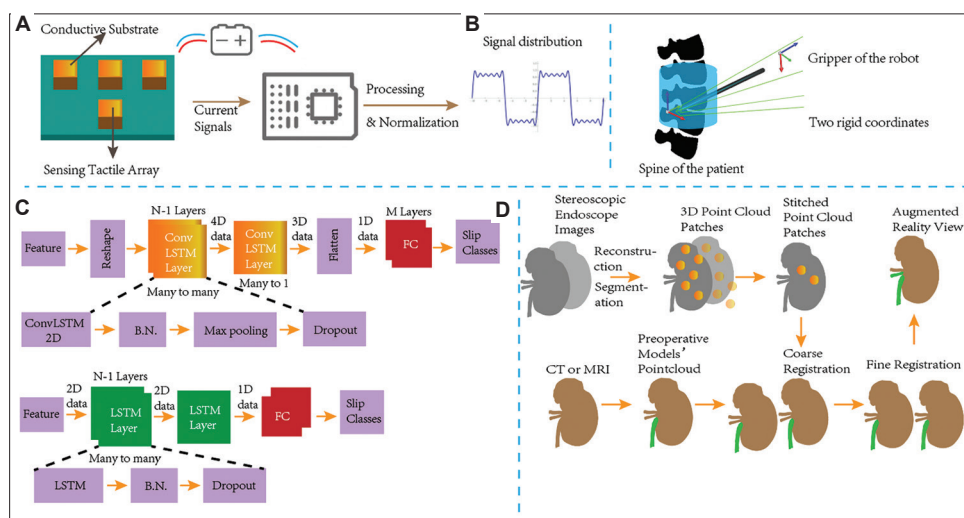 A
Conductive Substrate
Current
Signals
Sensing Tactile Array
Processing
& Normalization
Signal distribution
B
Gripper of the robot
Two rigid coordinates
Spine of the patient
C
N-1 Layers
4D
data
3D
data
1D
data
M Layers
Feature
Reshape
Conv
LSTM
Layer
Conv
LSTM
Layer
Flatten
FC
Slip
Classes
Many to many
Many to 1
ConvLSTM
2D
B.N.
Max pooling
Dropout
N-1 Layers
2D
data
2D
data
1D
data
Feature
LSTM
Layer
LSTM
Layer
FC
Slip
Classes
Many to many
LSTM
B.N.
Dropout
D
Stereoscopic
Endoscope
Images
Reconstru-
ction
Segment-
ation
3D Point Cloud
Patches
Stitched
Point Cloud
Patches
Augmented
Reality View
CT or MRI
Preoperative
Models'
Pointcloud
Coarse
Registration
Fine Registration